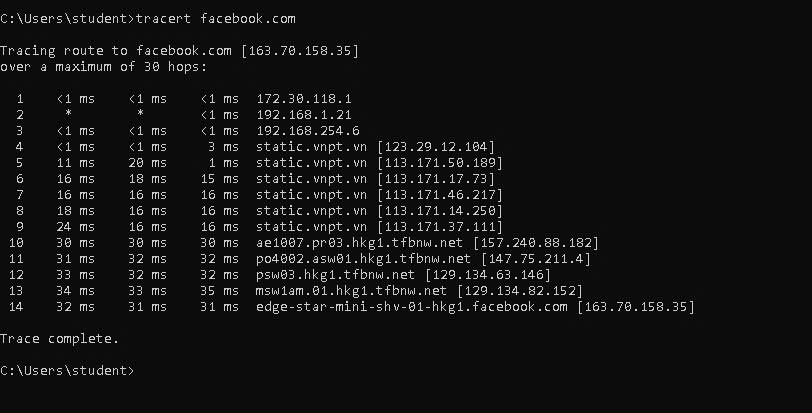 C:\Users\student>tracert facebook.com
Tracing route to facebook.com [163.70.158.35]
over a maximum of 30 hops:
1 <1 ms <1 ms <1 ms 172.30.118.1
2 * * <1 ms 192.168.1.21
3 <1 ms <1 ms <1 ms 192.168.254.6
4 <1 ms <1 ms 3 ms static.vnpt.vn [123.29.12.104]
5 11 ms 20 ms 1 ms static.vnpt.vn [113.171.50.189]
6 16 ms 18 ms 15 ms static.vnpt.vn [113.171.17.73]
7 16 ms 16 ms 16 ms static.vnpt.vn [113.171.46.217]
8 18 ms 16 ms 16 ms static.vnpt.vn [113.171.14.250]
9 24 ms 16 ms 16 ms static.vnpt.vn [113.171.37.111]
10 30 ms 30 ms 30 ms ae1007.pr03.hkg1.tfbnw.net [157.240.88.182]
11 31 ms 32 ms 32 ms po4002.asw01.hkg1.tfbnw.net [147.75.211.4]
12 33 ms 32 ms 32 ms psw03.hkg1.tfbnw.net [129.134.63.146]
13 34 ms 33 ms 35 ms msw1am.01.hkg1.tfbnw.net [129.134.82.152]
14 32 ms 31 ms 31 ms edge-star-mini-shv-01-hkg1.facebook.com [163.70.158.35]
Trace complete.
C:\Users\student>